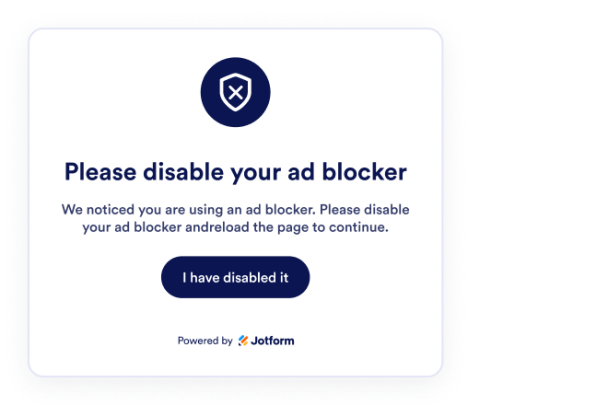 Please disable your ad blocker
We noticed you are using an ad blocker. Please disable
your ad blocker andreload the page to continue.
I have disabled it
Powered by Jotform